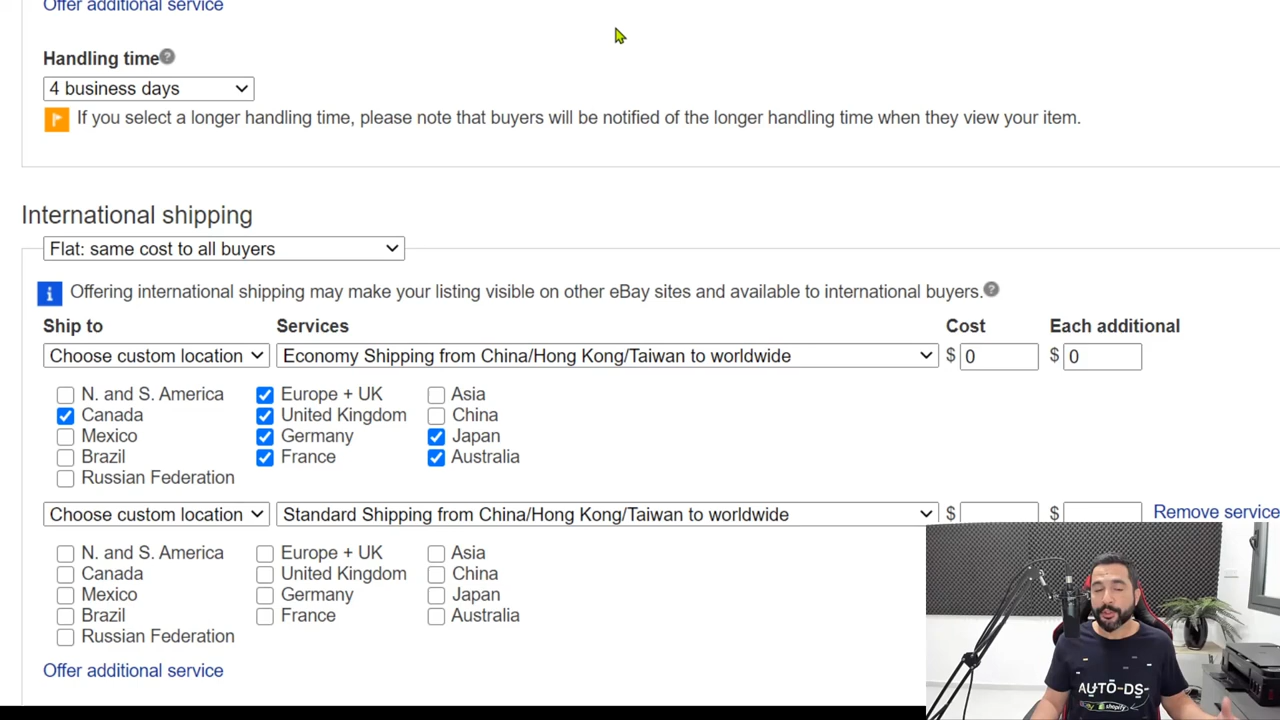 Offer additional service
Handling time
4 business days
If you select a longer handling time, please note that buyers will be notified of the longer handling time when they view your item.
International shipping
Flat: same cost to all buyers
Offering international shipping may make your listing visible on other eBay sites and available to international buyers.
Ship to Services Cost Each additional
Choose custom location Economy Shipping from China/Hong Kong/Taiwan to worldwide $ 0 $ 0
N. and S. America Europe + UK Asia
Canada United Kingdom China
Mexico Germany Japan
Brazil France Australia
Russian Federation
Choose custom location Standard Shipping from China/Hong Kong/Taiwan to worldwide $ $ Remove service
N. and S. America Europe + UK Asia
Canada United Kingdom China
Mexico Germany Japan
Brazil France Australia
Russian Federation
Offer additional service
AUTO-DS
shopify